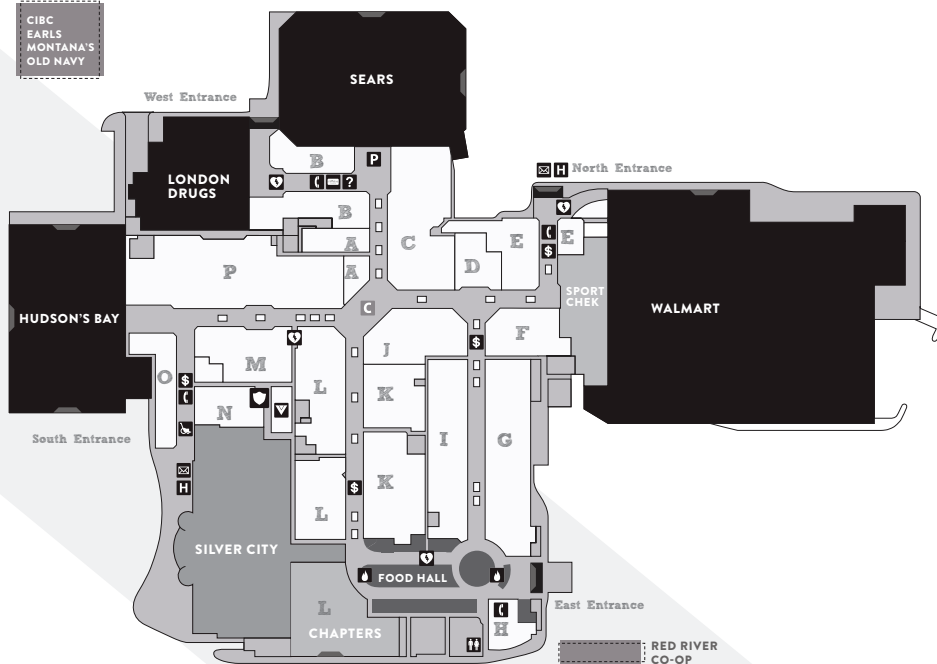 CIBC
EARLS
MONTANA'S
OLD NAVY
SEARS
West Entrance
B
P
LONDON
DRUGS
?
H
North Entrance
B
A
C
E
E
$
D
P
A
SPORT
CHEK
C
WALMART
HUDSON'S BAY
F
J
$
M
O
$
L
K
N
I
G
South Entrance
H
K
$
L
SILVER CITY
FOOD HALL
East Entrance
L
CHAPTERS
H
RED RIVER
CO-OP